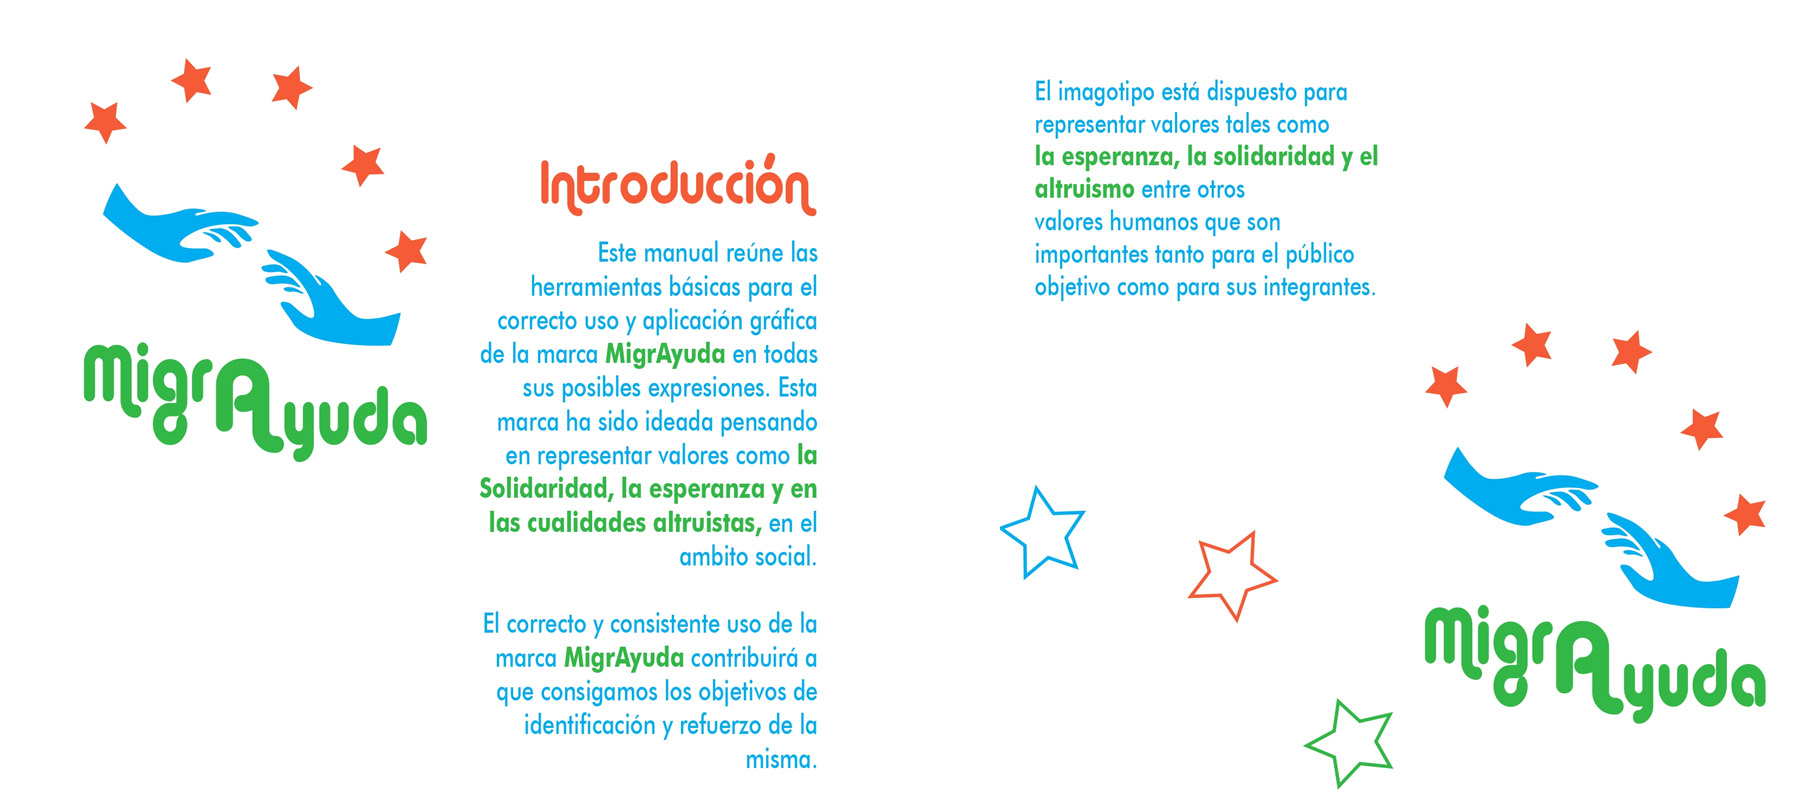 MigrAyuda
Introducción
Este manual reúne las
herramientas básicas para el
correcto uso y aplicación gráfica
de la marca MigrAyuda en todas
sus posibles expresiones. Esta
marca ha sido ideada pensando
en representar valores como la
Solidaridad, la esperanza y en
las cualidades altruistas, en el
ambito social.
El correcto y consistente uso de la
marca MigrAyuda contribuirá a
que consigamos los objetivos de
identificación y refuerzo de la
misma.
El imagotipo está dispuesto para
representar valores tales como
la esperanza, la solidaridad y el
altruismo entre otros
valores humanos que son
importantes tanto para el público
objetivo como para sus integrantes.
MigrAyuda